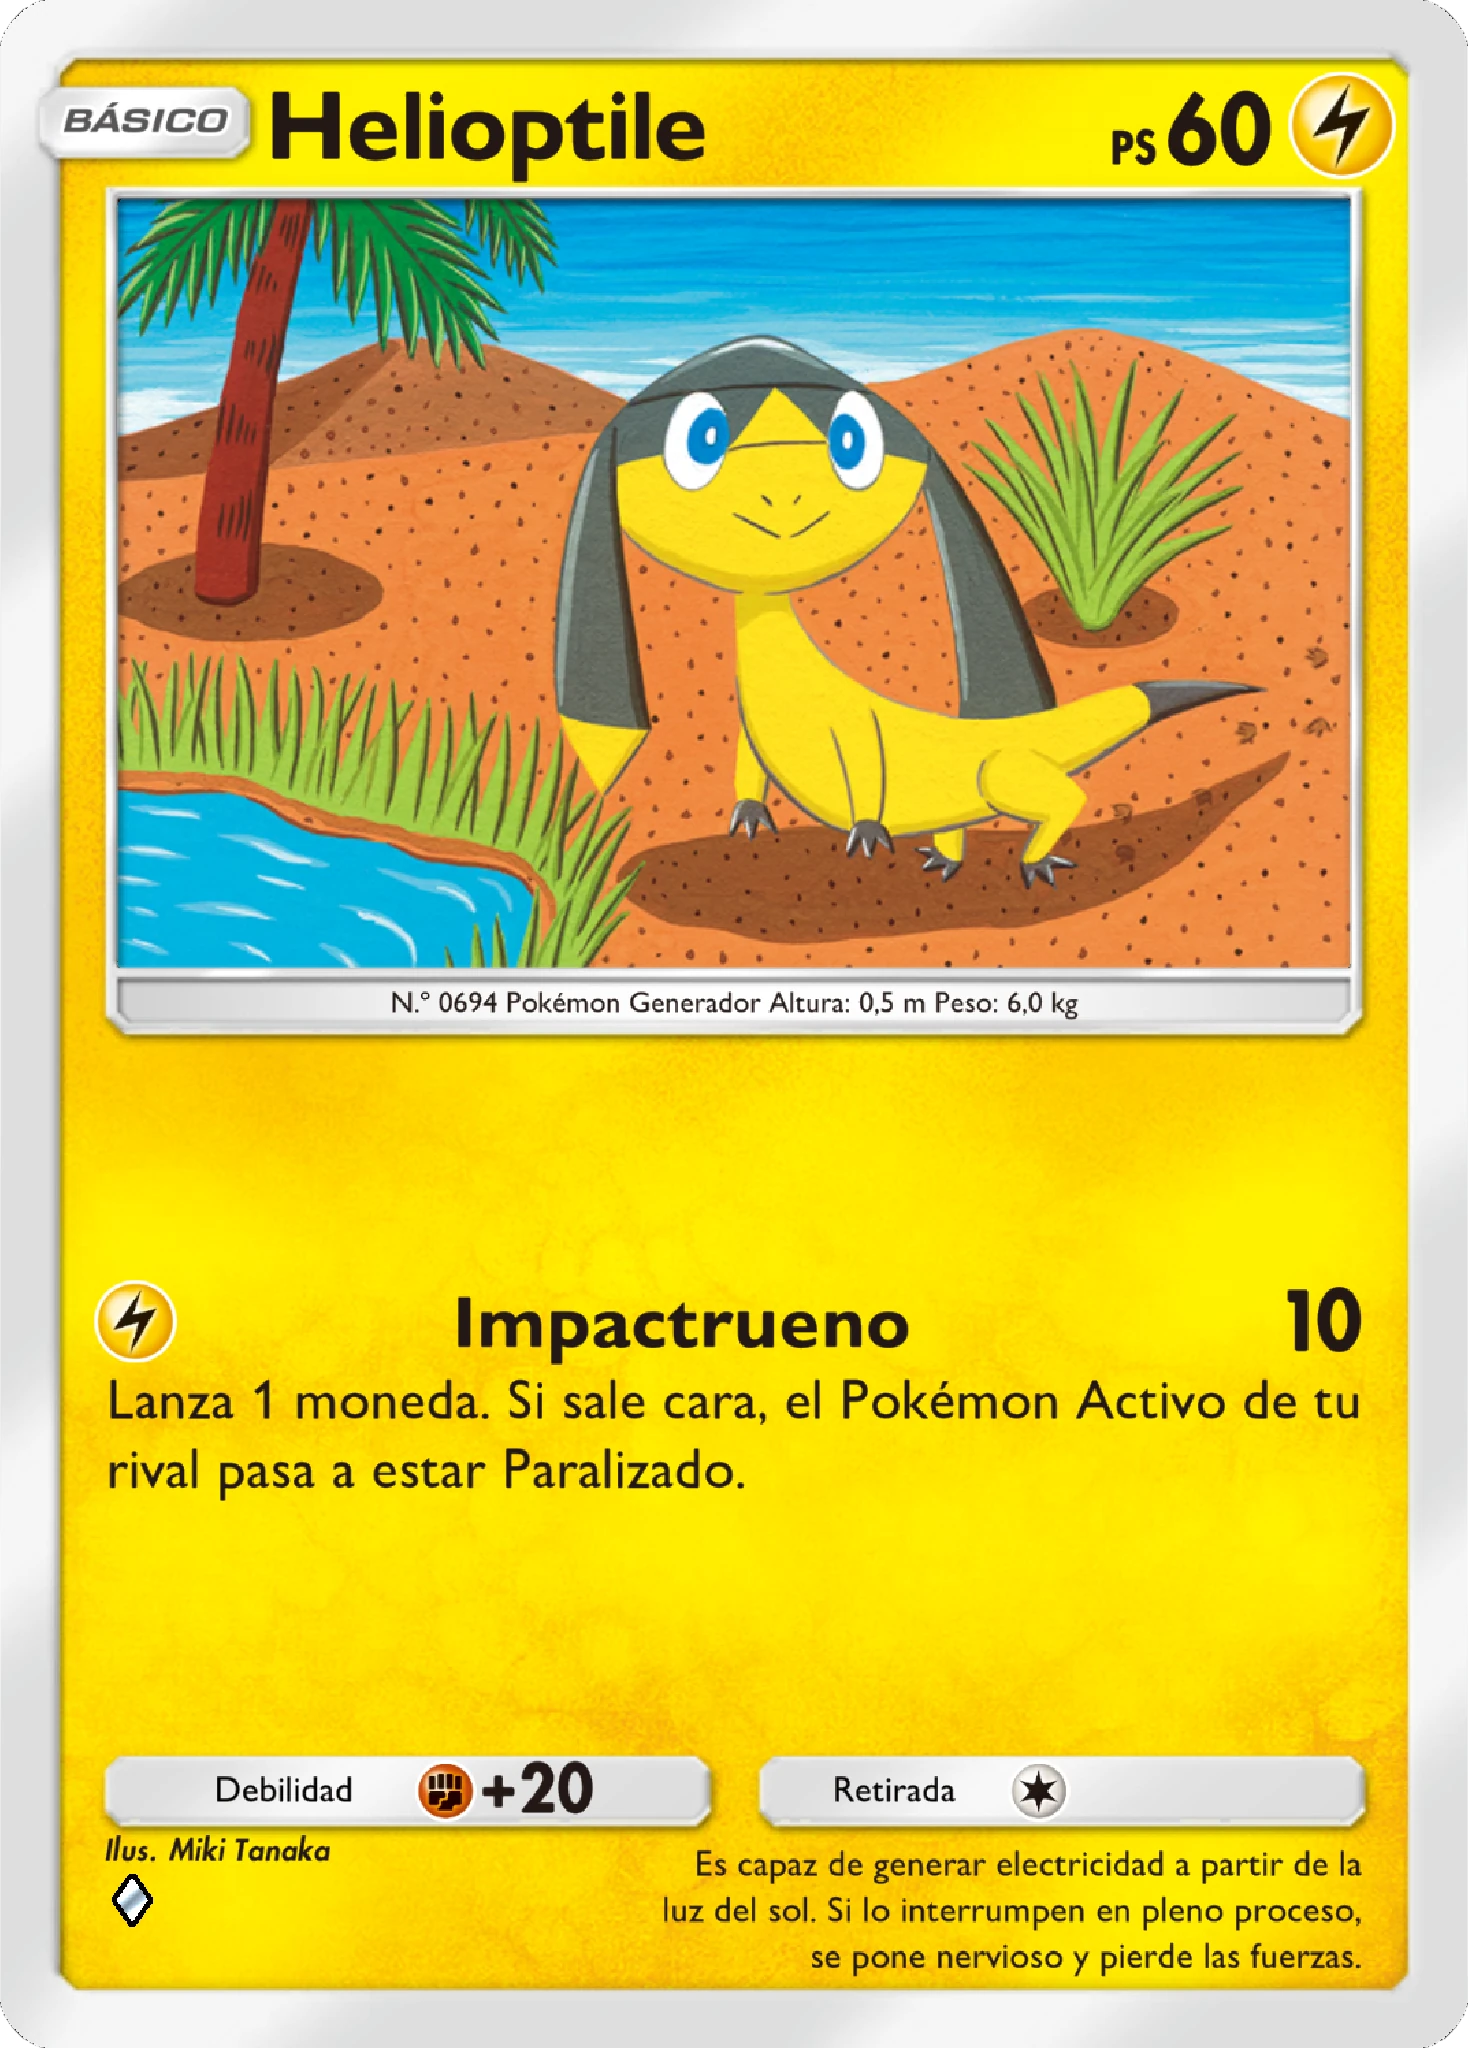 BÁSICO
Helioptile
PS 60
N.° 0694 Pokémon Generador Altura: 0,5 m Peso: 6,0 kg
Impactrueno 10
Lanza 1 moneda. Si sale cara, el Pokémon Activo de tu
rival pasa a estar Paralizado.
Debilidad +20
Retirada
Ilus. Miki Tanaka
Es capaz de generar electricidad a partir de la
luz del sol. Si lo interrumpen en pleno proceso,
se pone nervioso y pierde las fuerzas.